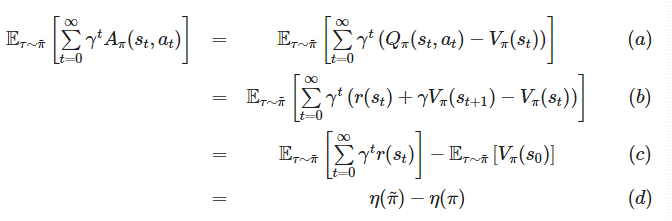 𝔼_{τ∼π̃} [∑_{t=0}^{∞} γ^t A_π(s_t, a_t)] = 𝔼_{τ∼π̃} [∑_{t=0}^{∞} γ^t (Q_π(s_t, a_t) − V_π(s_t))] (a)
= 𝔼_{τ∼π̃} [∑_{t=0}^{∞} γ^t (r(s_t) + γV_π(s_{t+1}) − V_π(s_t))] (b)
= 𝔼_{τ∼π̃} [∑_{t=0}^{∞} γ^t r(s_t)] − 𝔼_{τ∼π̃} [V_π(s_0)] (c)
= η(π̃) − η(π) (d)